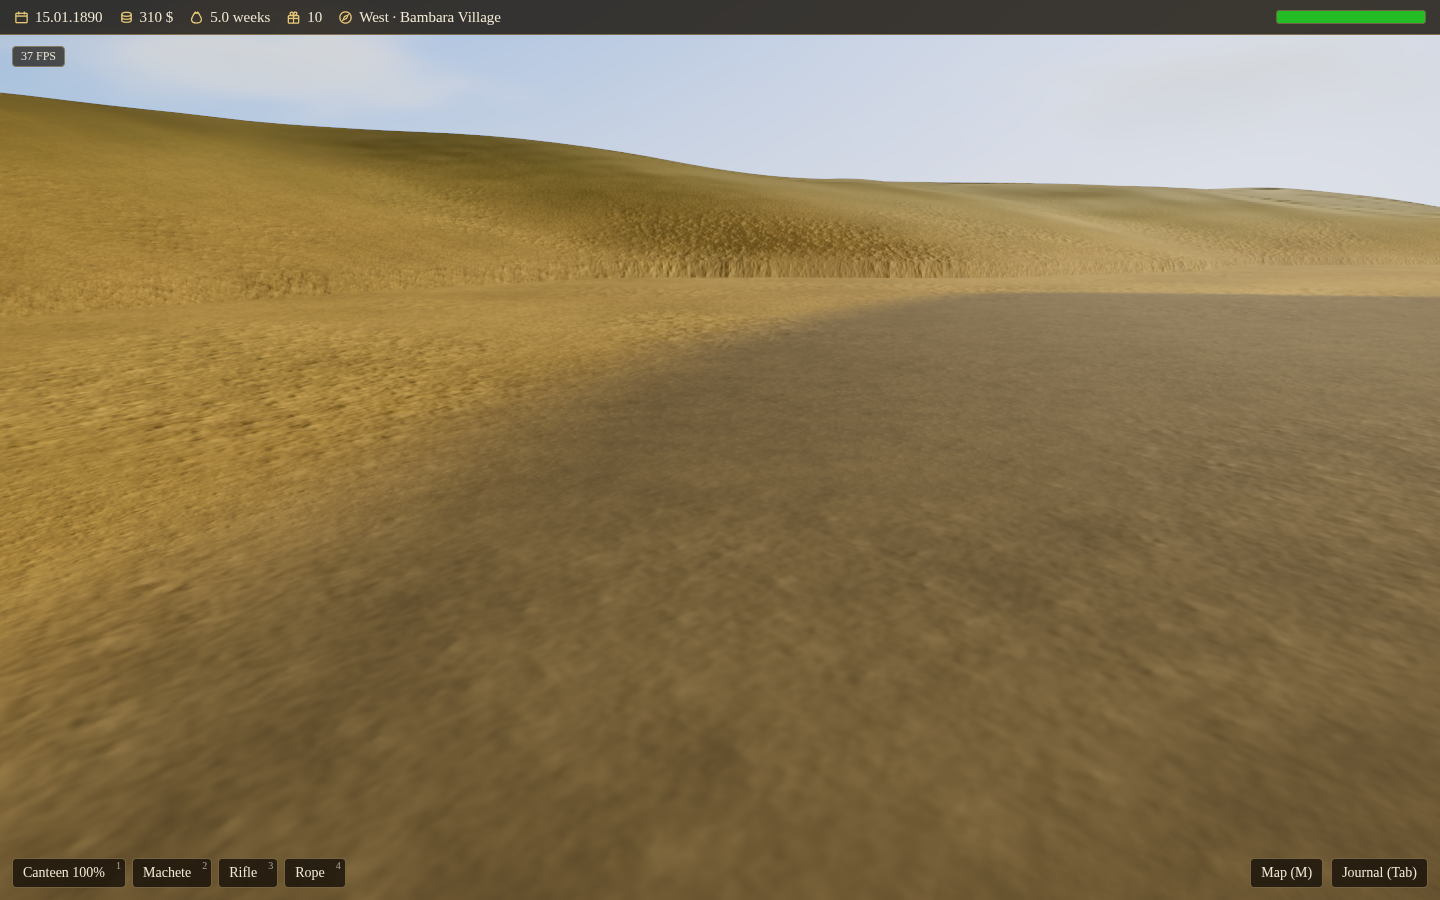 15.01.1890 310 $ 5.0 weeks 10 West · Bambara Village
37 FPS
Canteen 100% 1 Machete 2 Rifle 3 Rope 4 Map (M) Journal (Tab)